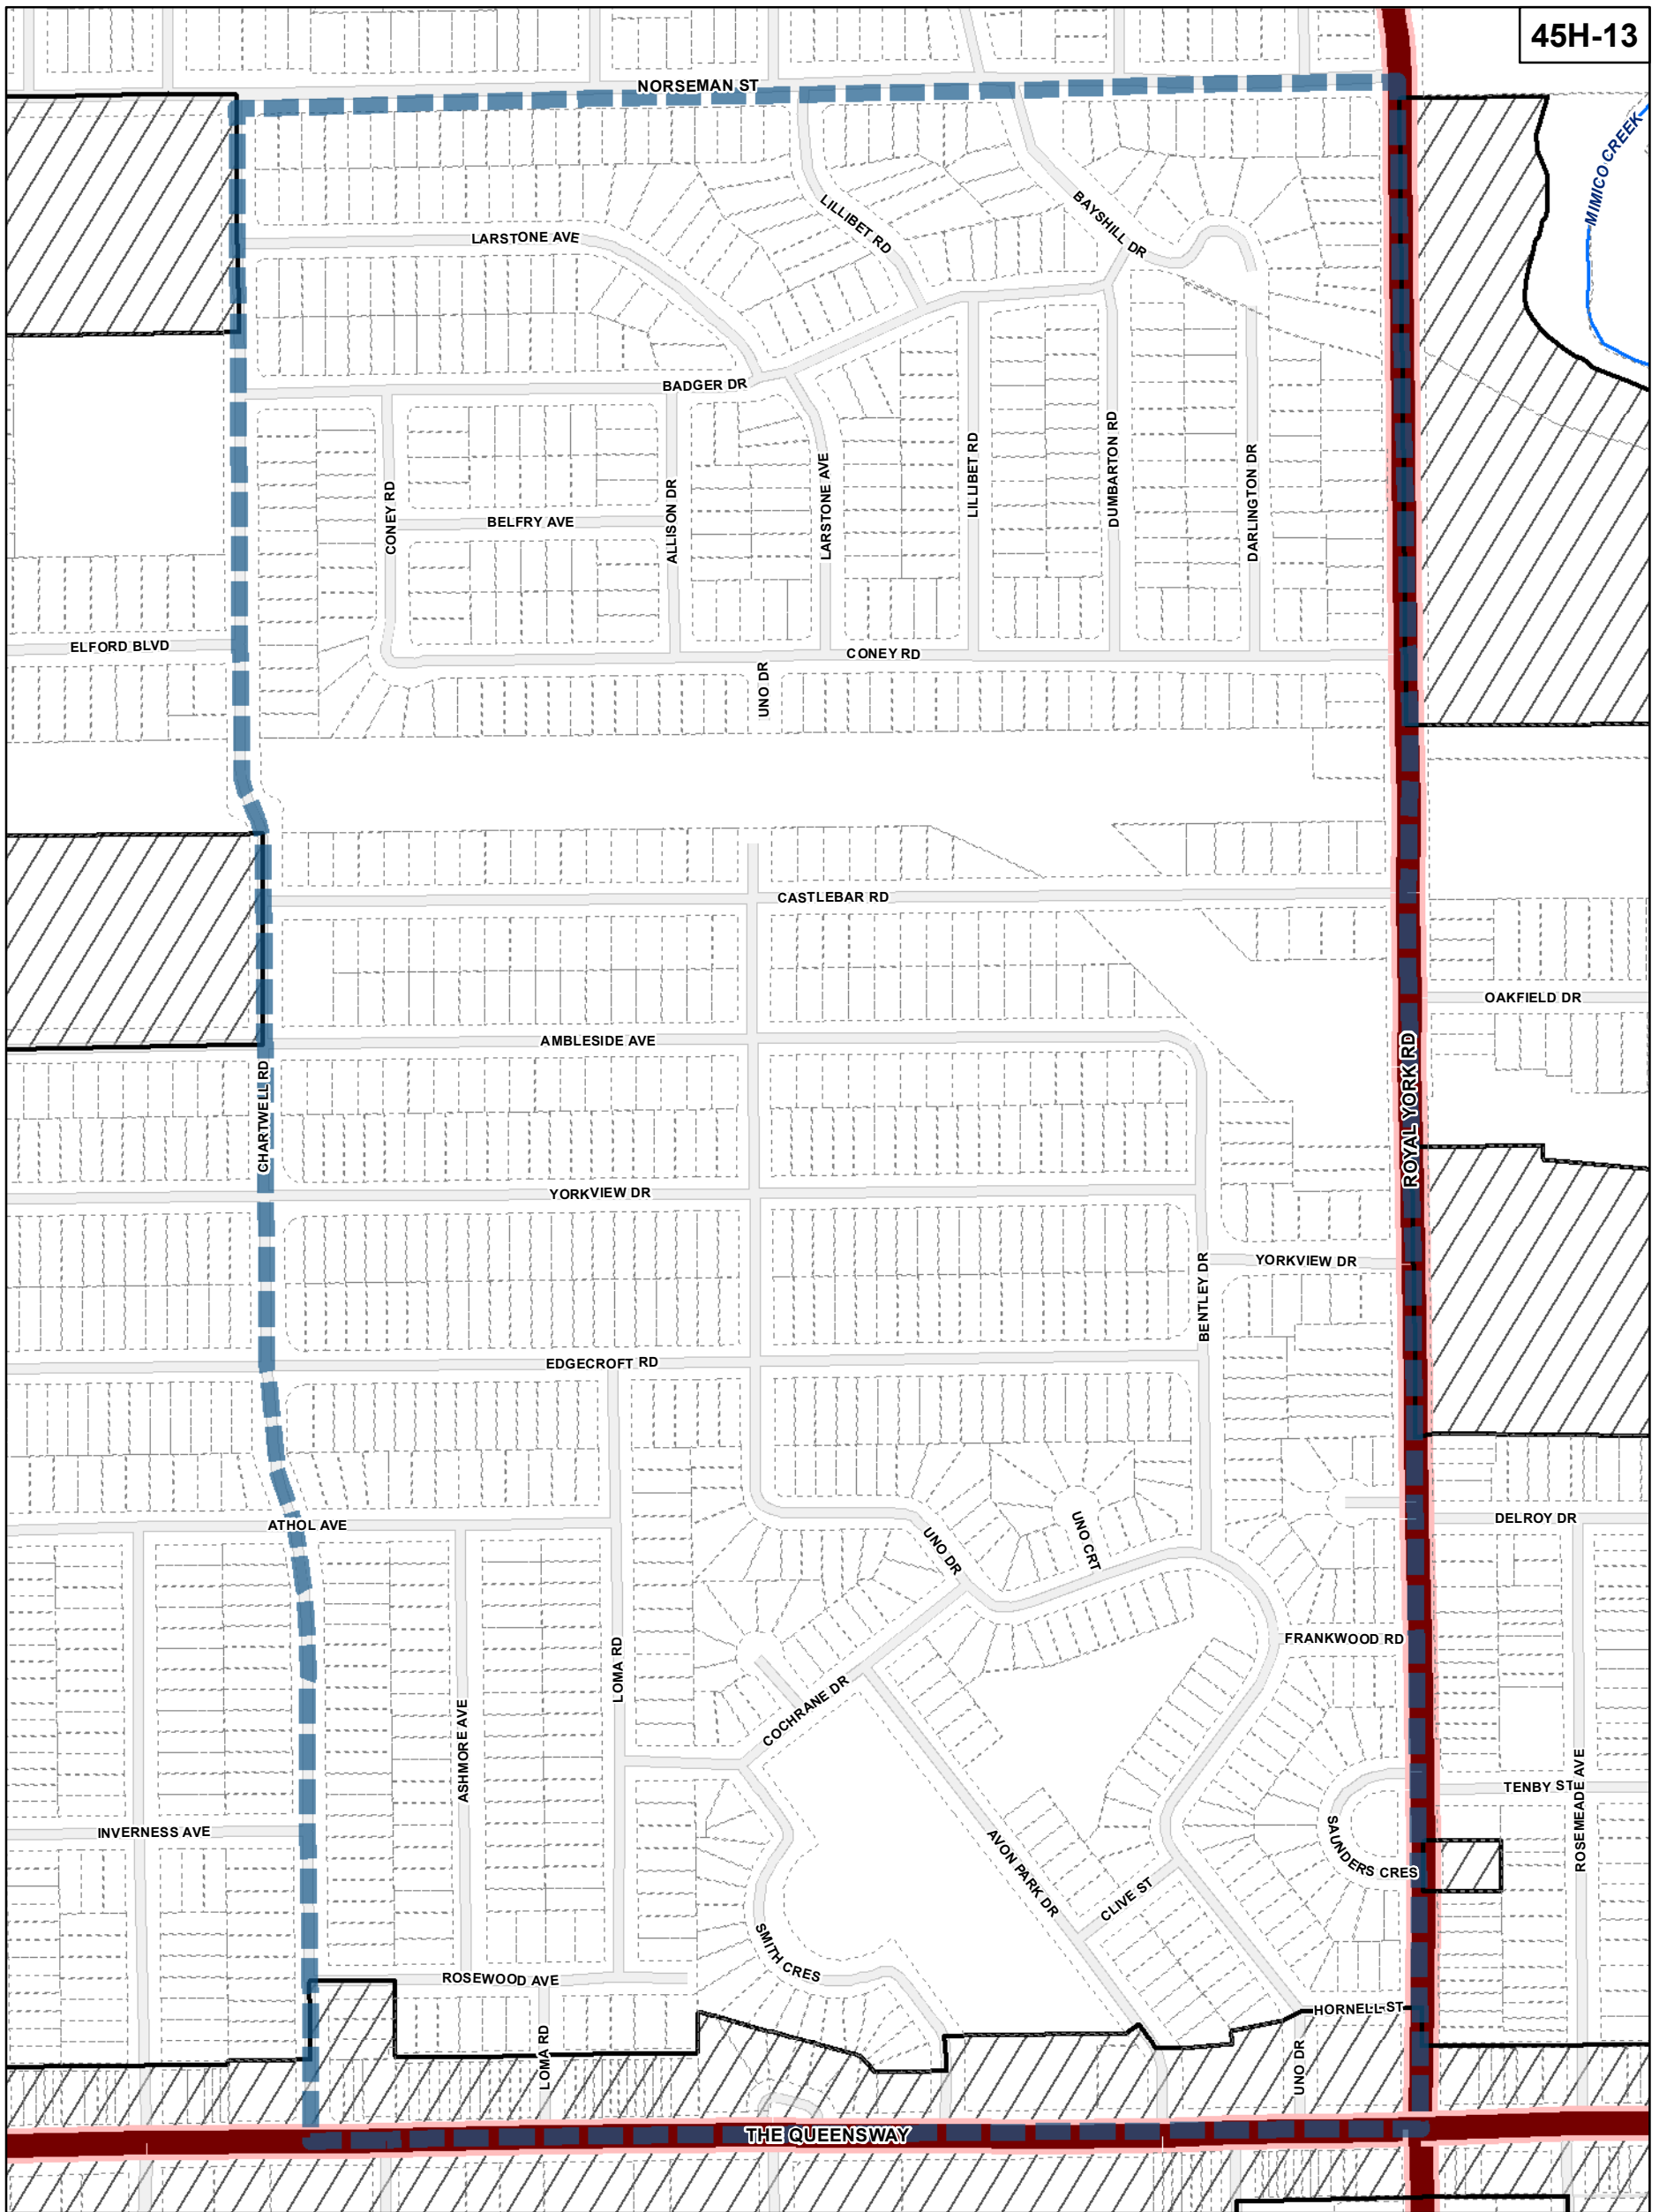 45H-13
NORSEMAN ST
MIMICO CREEK
LILLIBET RD
BAYSHILL DR
LARSTONE AVE
BADGER DR
CONEY RD
BELFRY AVE
ALLISON DR
LARSTONE AVE
LILLIBET RD
DUMBARTON RD
DARLINGTON DR
ELFORD BLVD
CONEY RD
UNO DR
CASTLEBAR RD
OAKFIELD DR
AMBLESIDE AVE
CHARTWELL RD
ROYAL YORK RD
YORKVIEW DR
YORKVIEW DR
BENTLEY DR
EDGECROFT RD
ATHOL AVE
DELROY DR
UNO DR
UNO CRT
FRANKWOOD RD
LOMA RD
COCHRANE DR
ASHMORE AVE
TENBY ST
ROSEMEADE AVE
INVERNESS AVE
SAUNDERS CRES
AVON PARK DR
CLIVE ST
SMITH CRES
ROSEWOOD AVE
HORNELL ST
LOMA RD
UNO DR
THE QUEENSWAY